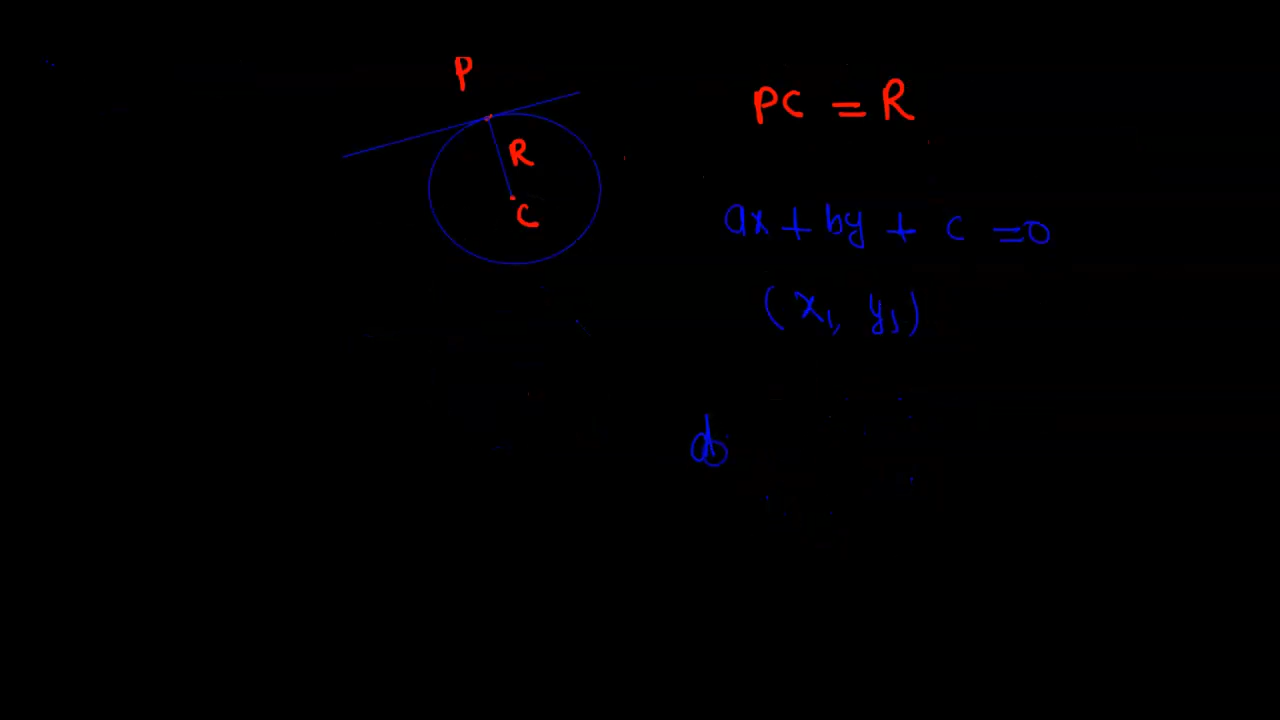 P
PC = R
R
C
ax + by + c = 0
(x₁, y₁)
d